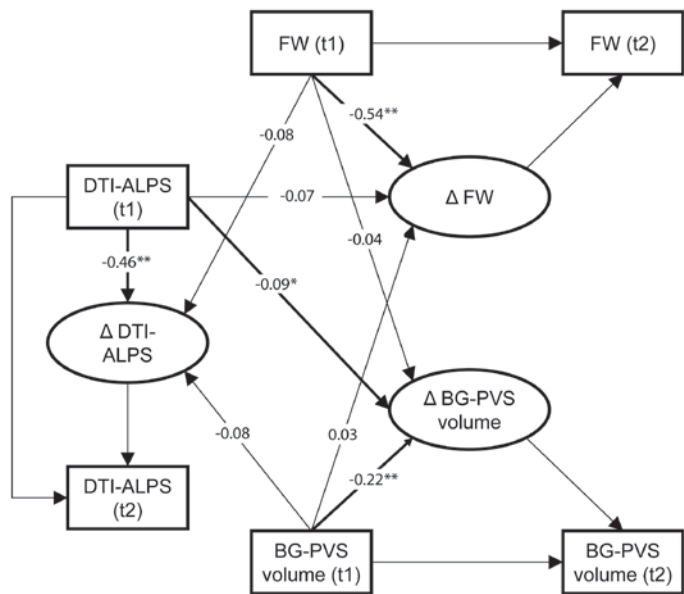 FW (t1)
FW (t2)
-0.54**
-0.08
DTI-ALPS
(t1)
-0.07
Δ FW
-0.04
-0.46**
-0.09*
Δ DTI-
ALPS
Δ BG-PVS
volume
-0.08
0.03
-0.22**
DTI-ALPS
(t2)
BG-PVS
volume (t1)
BG-PVS
volume (t2)